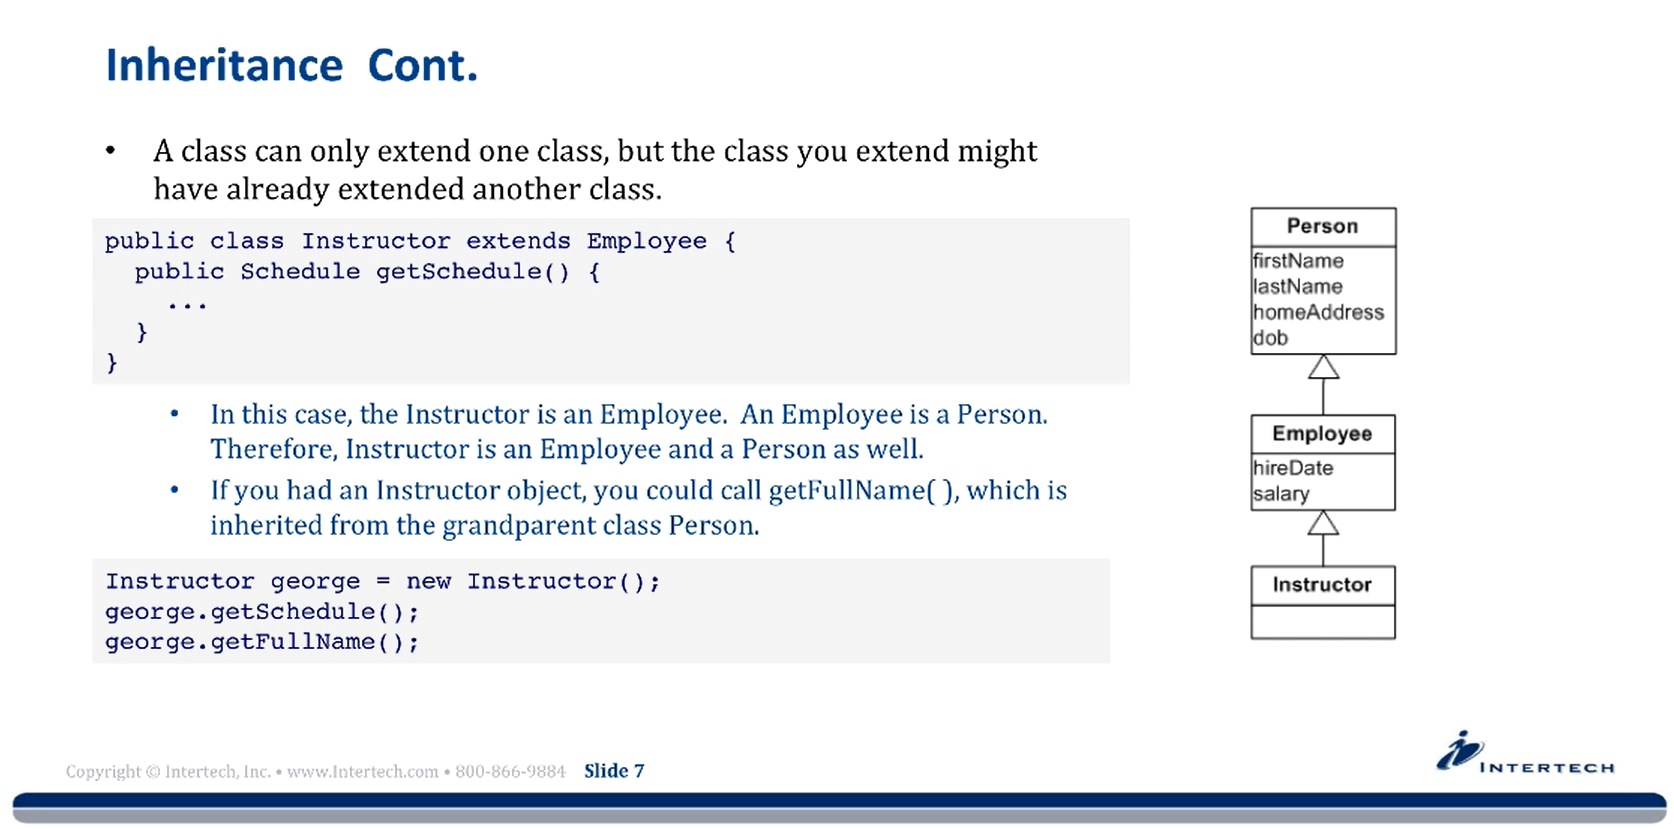 Inheritance Cont.
• A class can only extend one class, but the class you extend might
have already extended another class.
public class Instructor extends Employee {
public Schedule getSchedule() {
...
}
}
• In this case, the Instructor is an Employee. An Employee is a Person.
Therefore, Instructor is an Employee and a Person as well.
• If you had an Instructor object, you could call getFullName( ), which is
inherited from the grandparent class Person.
Instructor george = new Instructor();
george.getSchedule();
george.getFullName();
Person
firstName
lastName
homeAddress
dob
Employee
hireDate
salary
Instructor
Copyright © Intertech, Inc. • www.Intertech.com • 800-866-9884 Slide 7
INTERTECH